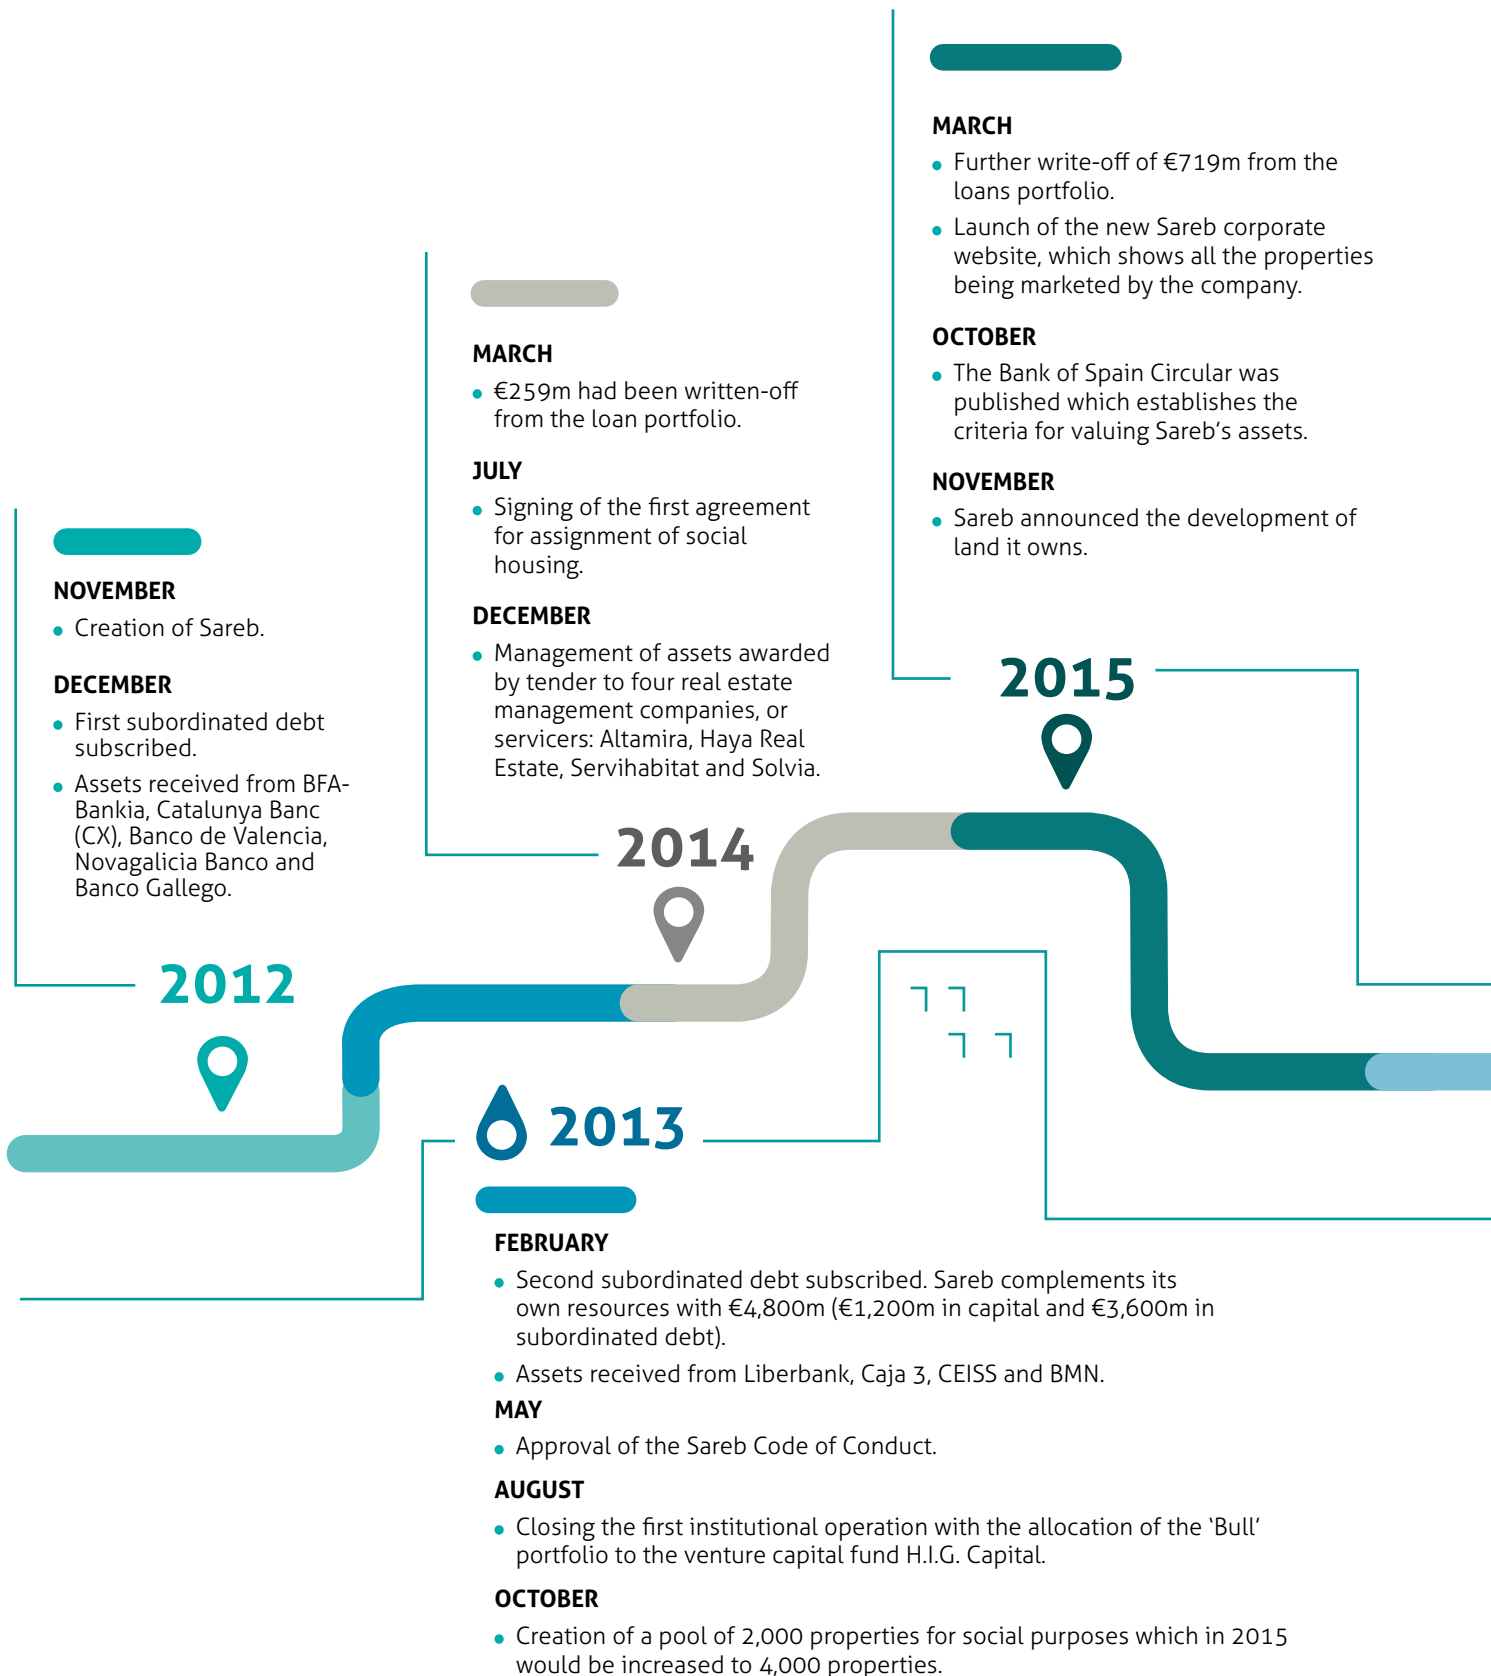 NOVEMBER
• Creation of Sareb.
DECEMBER
• First subordinated debt
subscribed.
• Assets received from BFA-
Bankia, Catalunya Banc
(CX), Banco de Valencia,
Novagalicia Banco and
Banco Gallego.
2012
2013
FEBRUARY
• Second subordinated debt subscribed. Sareb complements its
own resources with €4,800m (€1,200m in capital and €3,600m in
subordinated debt).
• Assets received from Liberbank, Caja 3, CEISS and BMN.
MAY
• Approval of the Sareb Code of Conduct.
AUGUST
• Closing the first institutional operation with the allocation of the ‘Bull’
portfolio to the venture capital fund H.I.G. Capital.
OCTOBER
• Creation of a pool of 2,000 properties for social purposes which in 2015
would be increased to 4,000 properties.
MARCH
• €259m had been written-off
from the loan portfolio.
JULY
• Signing of the first agreement
for assignment of social
housing.
DECEMBER
• Management of assets awarded
by tender to four real estate
management companies, or
servicers: Altamira, Haya Real
Estate, Servihabitat and Solvia.
2014
MARCH
• Further write-off of €719m from the
loans portfolio.
• Launch of the new Sareb corporate
website, which shows all the properties
being marketed by the company.
OCTOBER
• The Bank of Spain Circular was
published which establishes the
criteria for valuing Sareb’s assets.
NOVEMBER
• Sareb announced the development of
land it owns.
2015